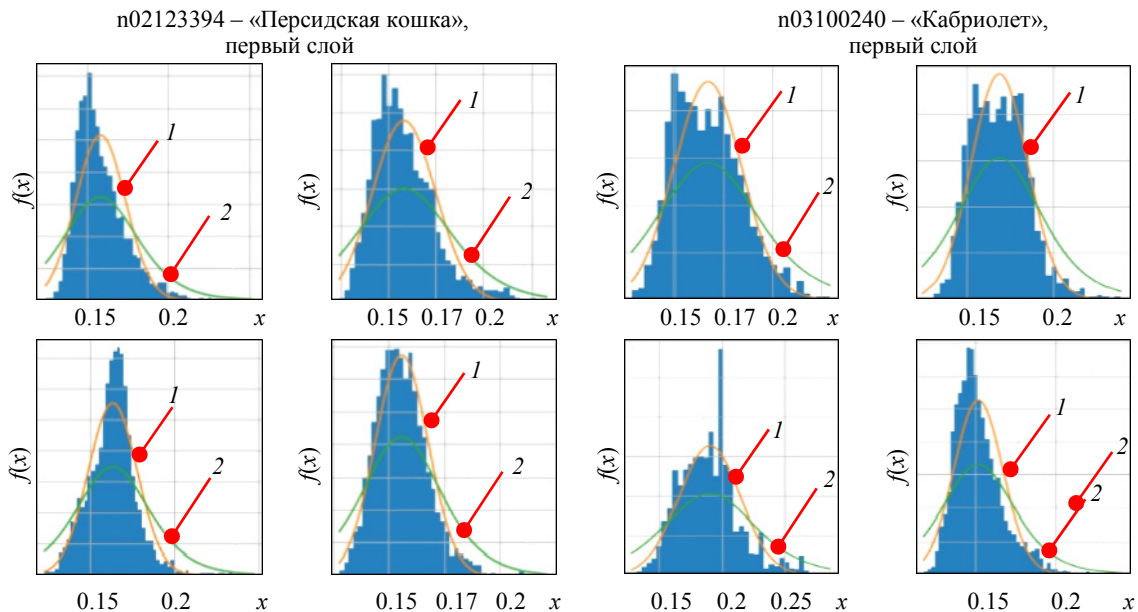 n02123394 – «Персидская кошка»,
первый слой
n03100240 – «Кабриолет»,
первый слой
f(x)
1
2
0.15 0.2 x
f(x)
1
2
0.15 0.17 0.2 x
f(x)
1
2
0.15 0.17 0.2 x
f(x)
1
0.15 0.2 x
f(x)
1
2
0.15 0.2 x
f(x)
1
2
0.15 0.17 0.2 x
f(x)
1
2
0.15 0.2 0.25 x
f(x)
1
2
2
0.15 0.2 x